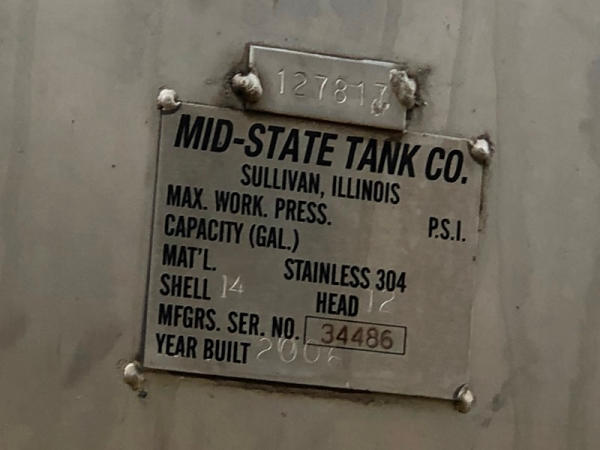 127817
MID-STATE TANK CO.
SULLIVAN, ILLINOIS
MAX. WORK. PRESS. P.S.I.
CAPACITY (GAL.)
MAT'L. STAINLESS 304
SHELL 14 HEAD 12
MFGRS. SER. NO. 34486
YEAR BUILT